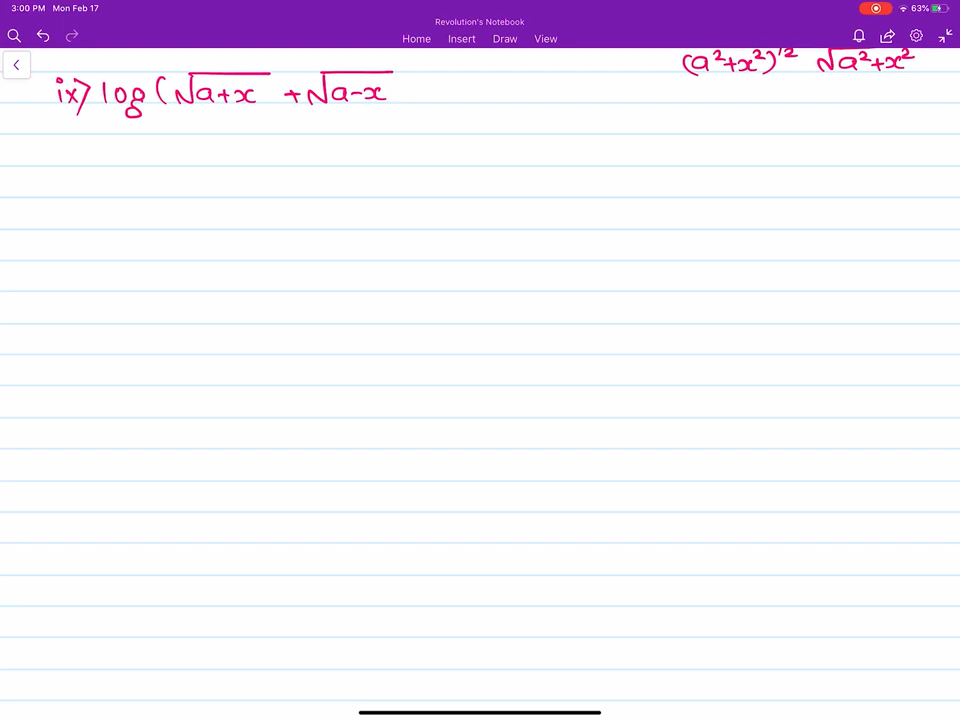 3:00 PM Mon Feb 17 63%
Revolution's Notebook
Home Insert Draw View
(a²+x²)^1/2 √a²+x²
ix> log(√a+x +√a-x